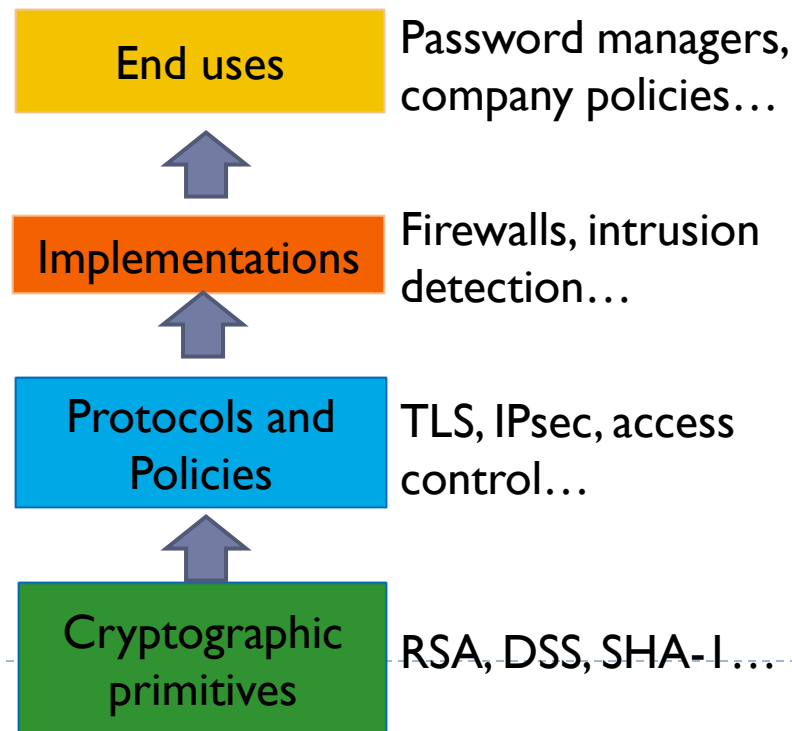 End uses
Password managers,
company policies…
Implementations
Firewalls, intrusion
detection…
Protocols and
Policies
TLS, IPsec, access
control…
Cryptographic
primitives
RSA, DSS, SHA-1…